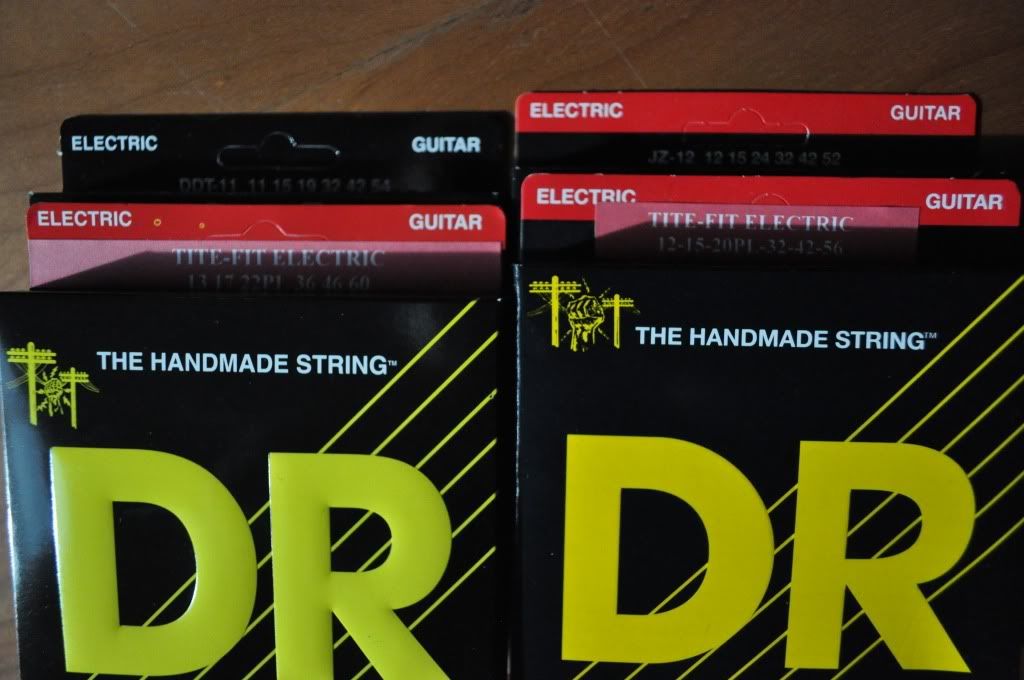 ELECTRIC GUITAR
DDT-11 11 15 19 32 42 54
ELECTRIC GUITAR
TITE-FIT ELECTRIC
13 17 22PL 36 46 60
THE HANDMADE STRING™
DR
ELECTRIC GUITAR
JZ-12 12 15 24 32 42 52
ELECTRIC GUITAR
TITE-FIT ELECTRIC
12-15-20PL-32-42-56
THE HANDMADE STRING™
DR